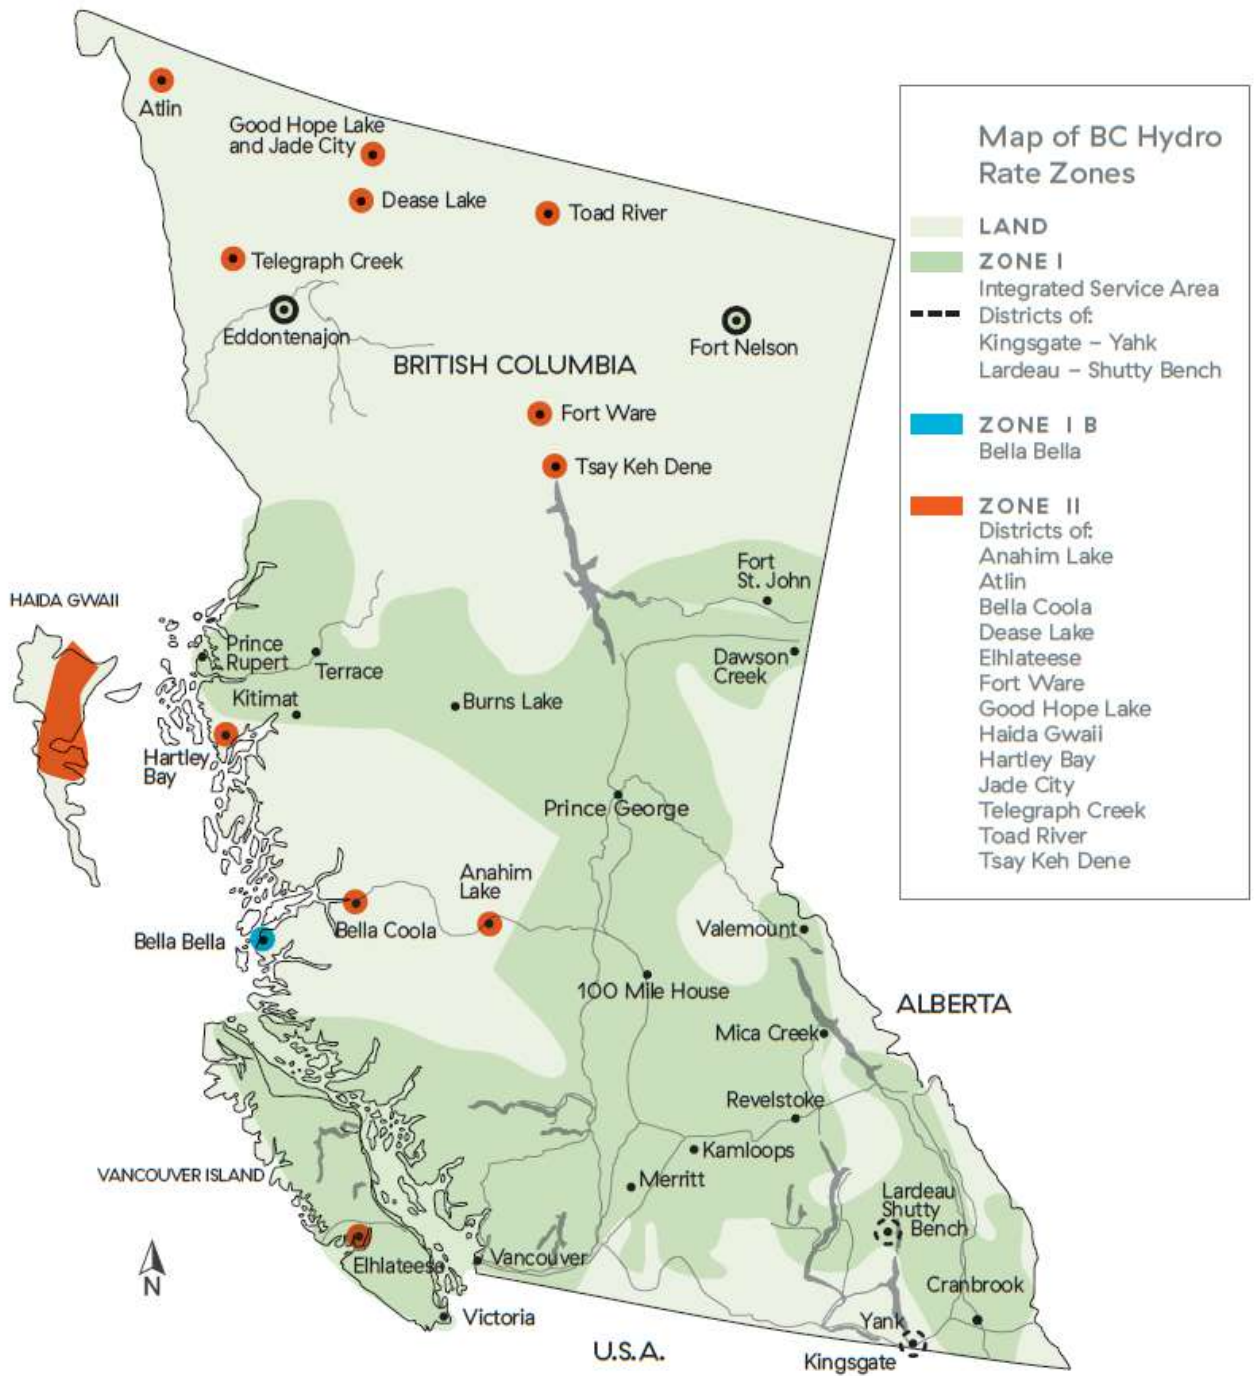 Atlin
Good Hope Lake
and Jade City
Dease Lake
Toad River
Telegraph Creek
Eddontenajon
Fort Nelson
BRITISH COLUMBIA
Fort Ware
Tsay Keh Dene
Fort
St. John
HAIDA GWAII
Prince
Rupert
Terrace
Dawson
Creek
Kitimat
Burns Lake
Hartley
Bay
Prince George
Anahim
Lake
Bella Coola
Bella Bella
Valemount
100 Mile House
ALBERTA
Mica Creek
Revelstoke
Kamloops
VANCOUVER ISLAND
Merritt
Lardeau
Shutty
Bench
Elhlateese
Vancouver
N
Cranbrook
Victoria
Yank
U.S.A.
Kingsgate
Map of BC Hydro
Rate Zones
LAND
ZONE I
Integrated Service Area
Districts of:
Kingsgate – Yahk
Lardeau – Shutty Bench
ZONE I B
Bella Bella
ZONE II
Districts of:
Anahim Lake
Atlin
Bella Coola
Dease Lake
Elhlateese
Fort Ware
Good Hope Lake
Haida Gwaii
Hartley Bay
Jade City
Telegraph Creek
Toad River
Tsay Keh Dene